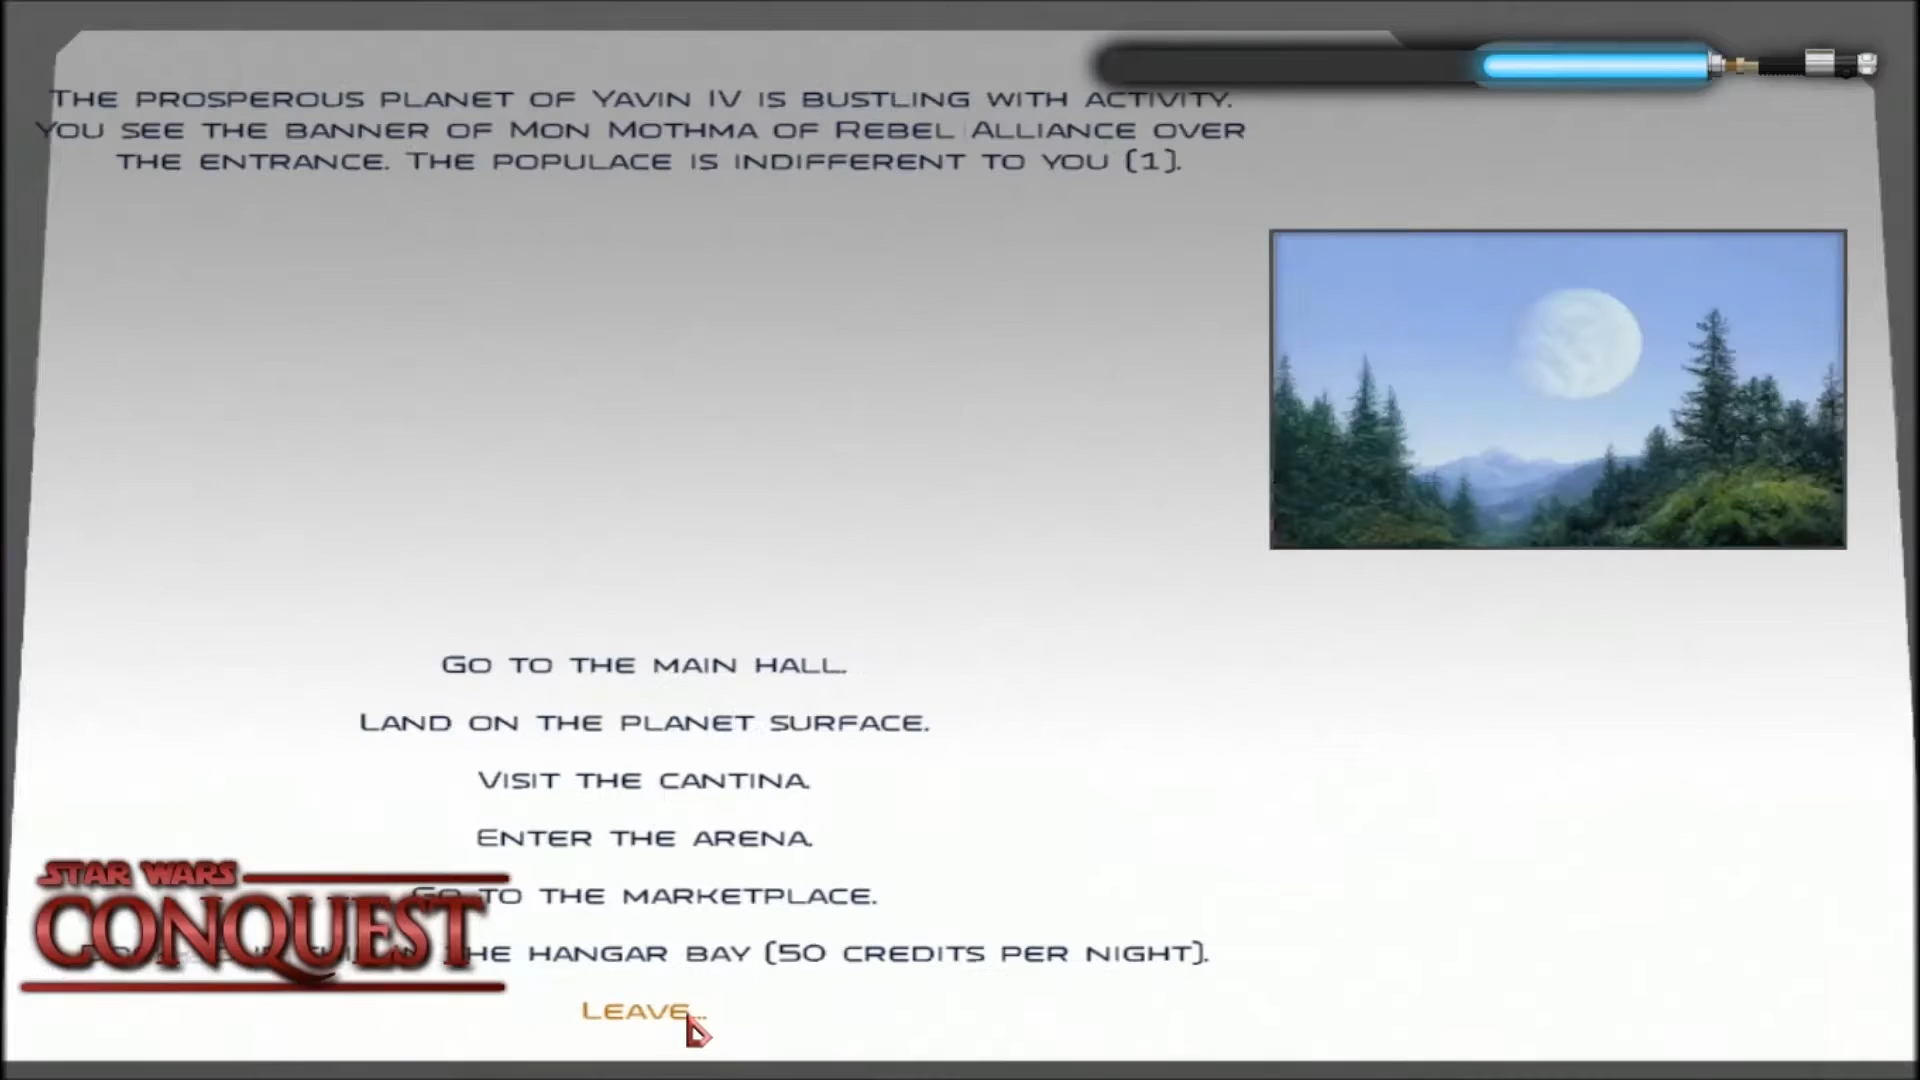 The prosperous planet of Yavin IV is bustling with activity.
You see the banner of Mon Mothma of Rebel Alliance over
the entrance. The populace is indifferent to you (1).
Go to the main hall.
Land on the planet surface.
Visit the cantina.
Enter the arena.
Go to the marketplace.
the hangar bay (50 credits per night).
Leave...
STAR WARS
CONQUEST